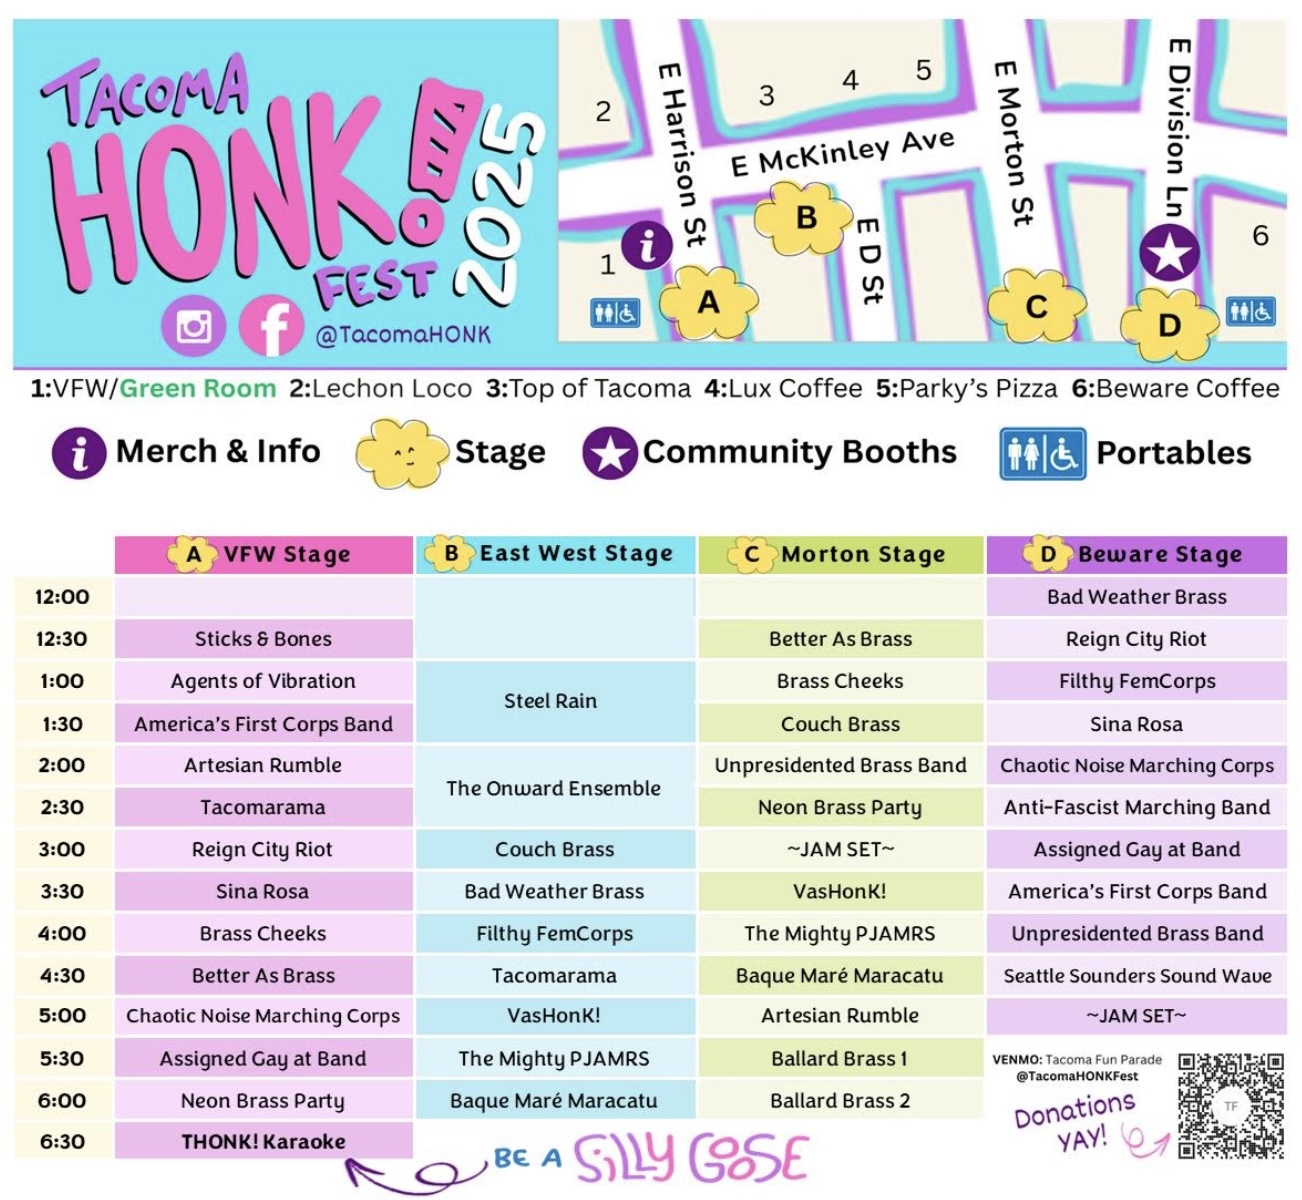 TACOMA
HONK!
FEST
2025
@TacomaHONK
2
3
4
5
1
6
E Harrison St
E McKinley Ave
E Morton St
E Division Ln
E D St
i
A
B
C
D
1:VFW/Green Room 2:Lechon Loco 3:Top of Tacoma 4:Lux Coffee 5:Parky's Pizza 6:Beware Coffee
i Merch & Info Stage Community Booths Portables
A VFW Stage B East West Stage C Morton Stage D Beware Stage
12:00 Bad Weather Brass
12:30 Sticks & Bones Better As Brass Reign City Riot
1:00 Agents of Vibration Brass Cheeks Filthy FemCorps
Steel Rain
1:30 America's First Corps Band Couch Brass Sina Rosa
2:00 Artesian Rumble Unpresidented Brass Band Chaotic Noise Marching Corps
The Onward Ensemble
2:30 Tacomarama Neon Brass Party Anti-Fascist Marching Band
3:00 Reign City Riot Couch Brass ~JAM SET~ Assigned Gay at Band
3:30 Sina Rosa Bad Weather Brass VasHonK! America's First Corps Band
4:00 Brass Cheeks Filthy FemCorps The Mighty PJAMRS Unpresidented Brass Band
4:30 Better As Brass Tacomarama Baque Maré Maracatu Seattle Sounders Sound Wave
5:00 Chaotic Noise Marching Corps VasHonK! Artesian Rumble ~JAM SET~
5:30 Assigned Gay at Band The Mighty PJAMRS Ballard Brass 1
6:00 Neon Brass Party Baque Maré Maracatu Ballard Brass 2
6:30 THONK! Karaoke
VENMO: Tacoma Fun Parade
@TacomaHONKFest
TF
Donations
YAY!
BE A SILLY GOOSE